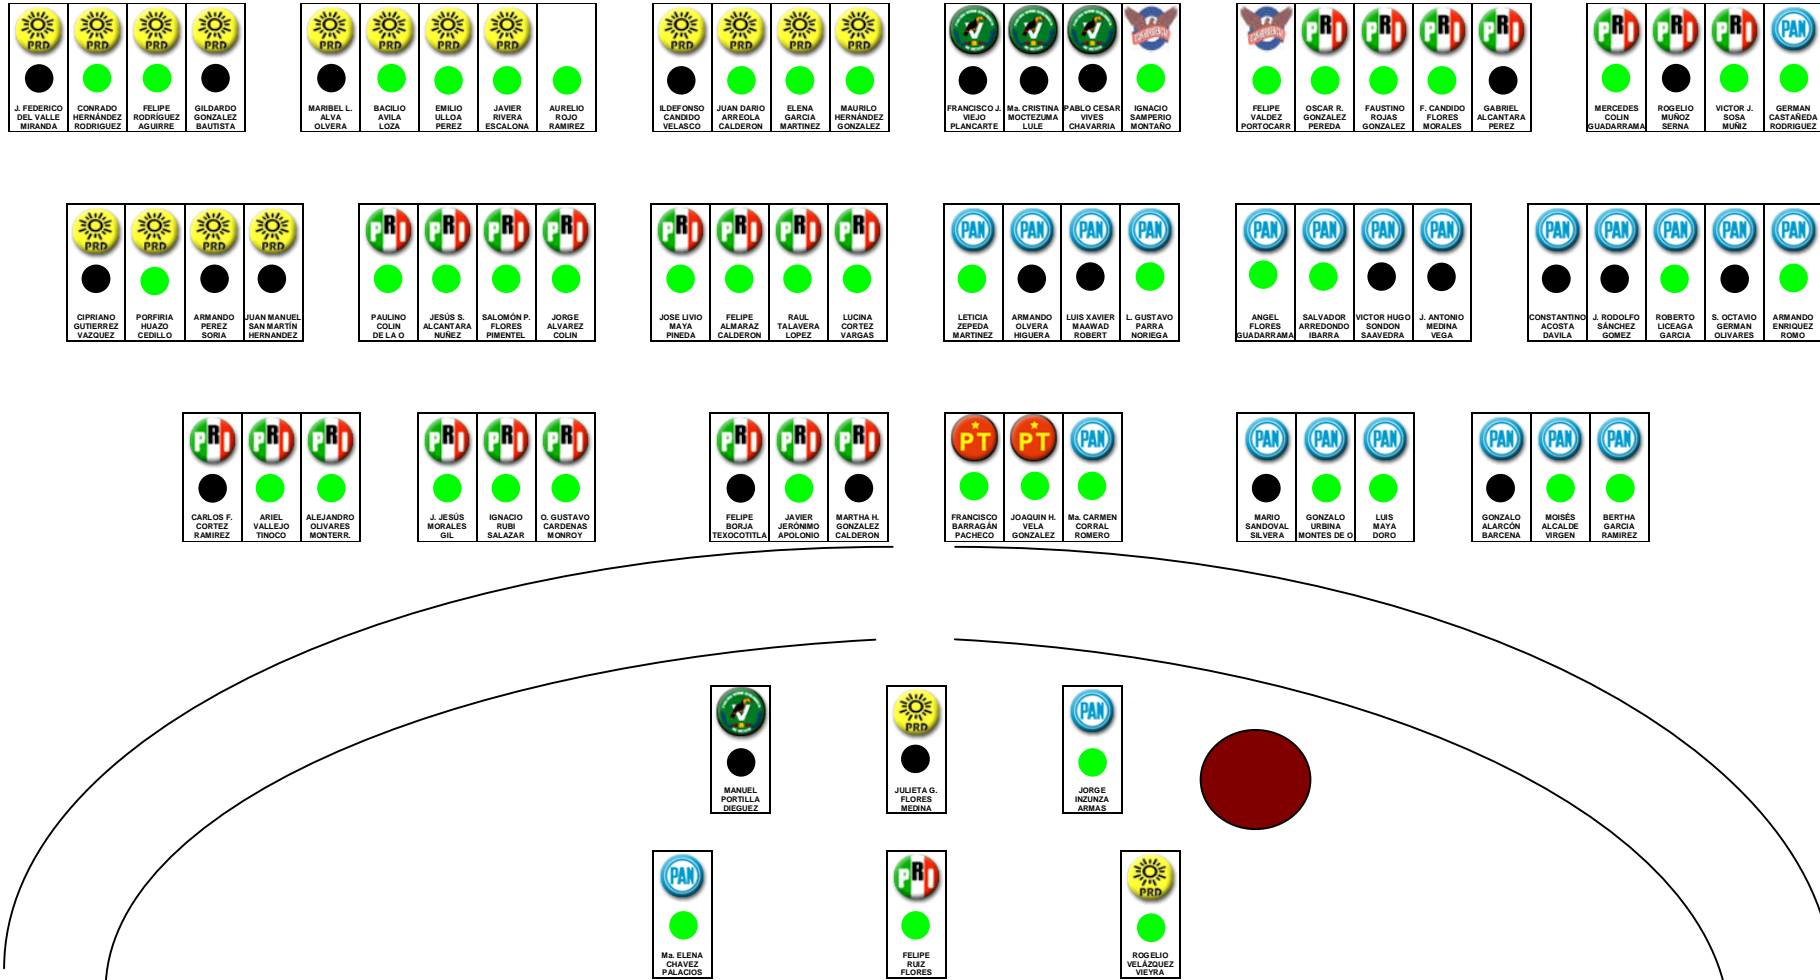 PRD PRD PRD PRD
J. FEDERICO
DEL VALLE
MIRANDA
CONRADO
HERNÁNDEZ
RODRIGUEZ
FELIPE
RODRÍGUEZ
AGUIRRE
GILDARDO
GONZALEZ
BAUTISTA
PRD PRD PRD PRD
MARIBEL L.
ALVA
OLVERA
BACILIO
AVILA
LOZA
EMILIO
ULLOA
PEREZ
JAVIER
RIVERA
ESCALONA
AURELIO
ROJO
RAMIREZ
PRD PRD PRD PRD
ILDEFONSO
CANDIDO
VELASCO
JUAN DARIO
ARREOLA
CALDERON
ELENA
GARCIA
MARTINEZ
MAURILO
HERNÁNDEZ
GONZALEZ
CONVERGENCIA
FRANCISCO J.
VIEJO
PLANCARTE
Ma. CRISTINA
MOCTEZUMA
LULE
PABLO CESAR
VIVES
CHAVARRIA
IGNACIO
SAMPERIO
MONTAÑO
CONVERGENCIA PRI PRI PRI PRI
FELIPE
VALDEZ
PORTOCARR
OSCAR R.
GONZALEZ
PEREDA
FAUSTINO
ROJAS
GONZALEZ
F. CANDIDO
FLORES
MORALES
GABRIEL
ALCANTARA
PEREZ
PRI PRI PRI PAN
MERCEDES
COLIN
GUADARRAMA
ROGELIO
MUÑOZ
SERNA
VICTOR J.
SOSA
MUÑIZ
GERMAN
CASTAÑEDA
RODRIGUEZ
PRD PRD PRD PRD
CIPRIANO
GUTIERREZ
VAZQUEZ
PORFIRIA
HUAZO
CEDILLO
ARMANDO
PEREZ
SORIA
JUAN MANUEL
SAN MARTÍN
HERNANDEZ
PRI PRI PRI PRI
PAULINO
COLIN
DE LA O
JESÚS S.
ALCANTARA
NUÑEZ
SALOMÓN P.
FLORES
PIMENTEL
JORGE
ALVAREZ
COLIN
PRI PRI PRI PRI
JOSE LIVIO
MAYA
PINEDA
FELIPE
ALMARAZ
CALDERON
RAUL
TALAVERA
LOPEZ
LUCINA
CORTEZ
VARGAS
PAN PAN PAN PAN
LETICIA
ZEPEDA
MARTINEZ
ARMANDO
OLVERA
HIGUERA
LUIS XAVIER
MAAWAD
ROBERT
L. GUSTAVO
PARRA
NORIEGA
PAN PAN PAN PAN
ANGEL
FLORES
GUADARRAMA
SALVADOR
ARREDONDO
IBARRA
VICTOR HUGO
SONDON
SAAVEDRA
J. ANTONIO
MEDINA
VEGA
PAN PAN PAN PAN PAN
CONSTANTINO
ACOSTA
DAVILA
J. RODOLFO
SÁNCHEZ
GOMEZ
ROBERTO
LICEAGA
GARCIA
S. OCTAVIO
GERMAN
OLIVARES
ARMANDO
ENRIQUEZ
ROMO
PRI PRI PRI
CARLOS F.
CORTEZ
RAMIREZ
ARIEL
VALLEJO
TINOCO
ALEJANDRO
OLIVARES
MONTERR.
PRI PRI PRI
J. JESÚS
MORALES
GIL
IGNACIO
RUBI
SALAZAR
O. GUSTAVO
CARDENAS
MONROY
PRI PRI PRI
FELIPE
BORJA
TEXOCOTITLA
JAVIER
JERÓNIMO
APOLONIO
MARTHA H.
GONZALEZ
CALDERON
PT PT PAN
FRANCISCO
BARRAGÁN
PACHECO
JOAQUIN H.
VELA
GONZALEZ
Ma. CARMEN
CORRAL
ROMERO
PAN PAN PAN
MARIO
SANDOVAL
SILVERA
GONZALO
URBINA
MONTES DE O
LUIS
MAYA
DORO
PAN PAN PAN
GONZALO
ALARCÓN
BARCENA
MOISÉS
ALCALDE
VIRGEN
BERTHA
GARCIA
RAMIREZ
MANUEL
PORTILLA
DIEGUEZ
PRD
JULIETA G.
FLORES
MEDINA
PAN
JORGE
INZUNZA
ARMAS
PAN
Ma. ELENA
CHAVEZ
PALACIOS
PRI
FELIPE
RUIZ
FLORES
PRD
ROGELIO
VELÁZQUEZ
VIEYRA